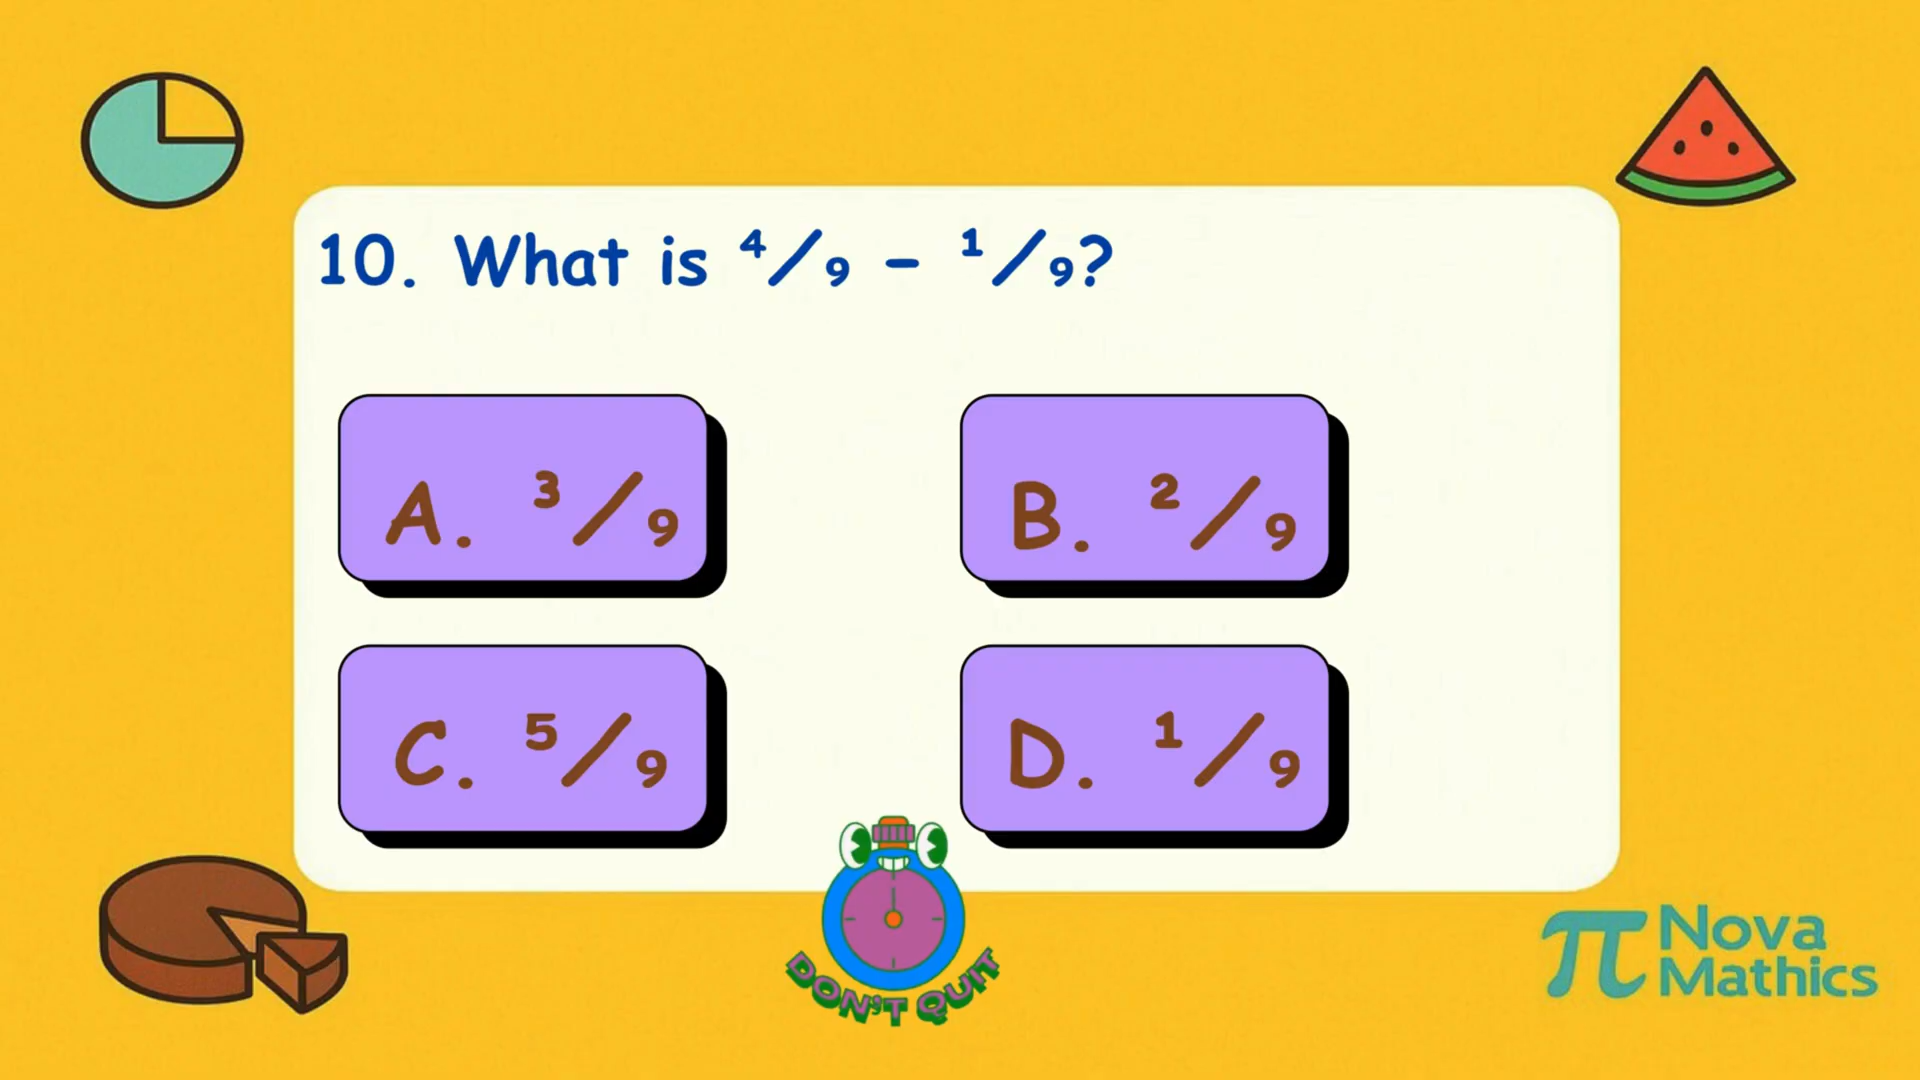 10. What is ⁴/₉ - ¹/₉?
A. ³/₉
B. ²/₉
C. ⁵/₉
D. ¹/₉
DON'T QUIT
π Nova
Mathics